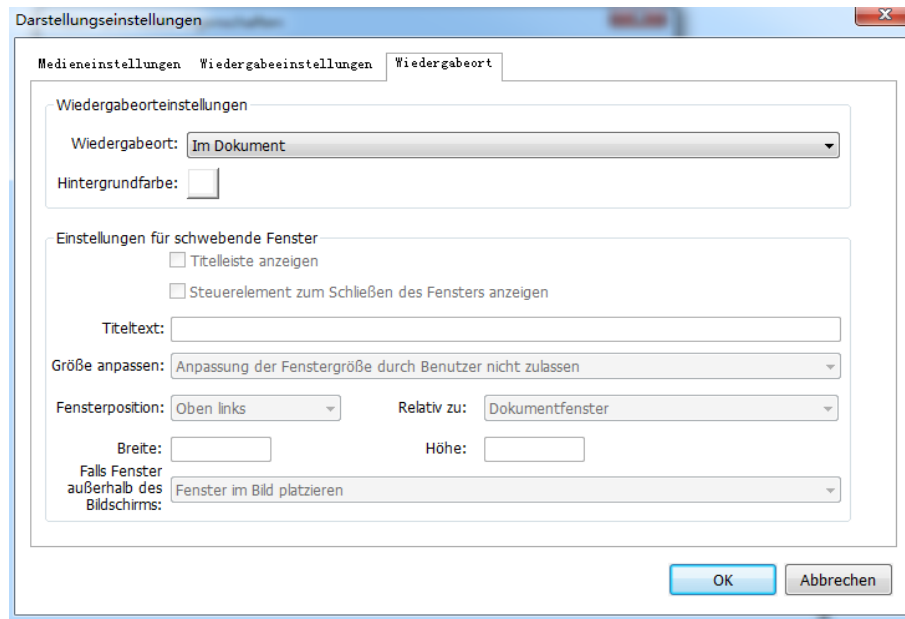 Darstellungseinstellungen
Medieneinstellungen Wiedergabeeinstellungen Wiedergabeort
Wiedergabeorteinstellungen
Wiedergabeort: Im Dokument
Hintergrundfarbe:
Einstellungen für schwebende Fenster
Titelleiste anzeigen
Steuerelement zum Schließen des Fensters anzeigen
Titeltext:
Größe anpassen: Anpassung der Fenstergröße durch Benutzer nicht zulassen
Fensterposition: Oben links Relativ zu: Dokumentfenster
Breite: Höhe:
Falls Fenster
außerhalb des
Bildschirms: Fenster im Bild platzieren
OK Abbrechen